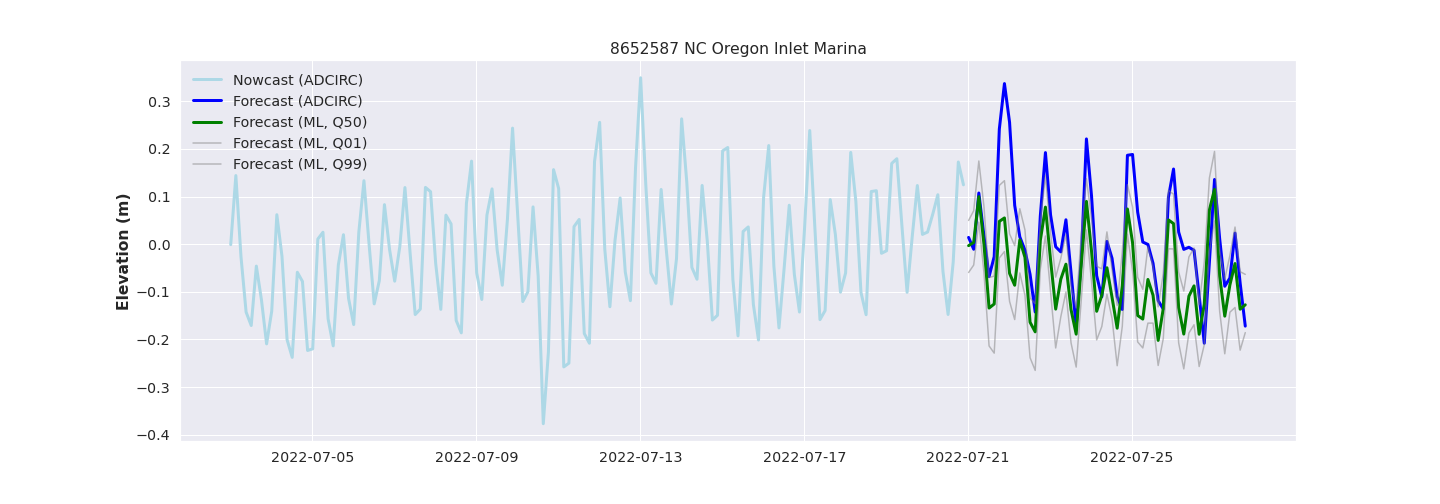 8652587 NC Oregon Inlet Marina
Nowcast (ADCIRC)
Forecast (ADCIRC)
Forecast (ML, Q50)
Forecast (ML, Q01)
Forecast (ML, Q99)
Elevation (m)
0.3
0.2
0.1
0.0
−0.1
−0.2
−0.3
−0.4
2022-07-05
2022-07-09
2022-07-13
2022-07-17
2022-07-21
2022-07-25